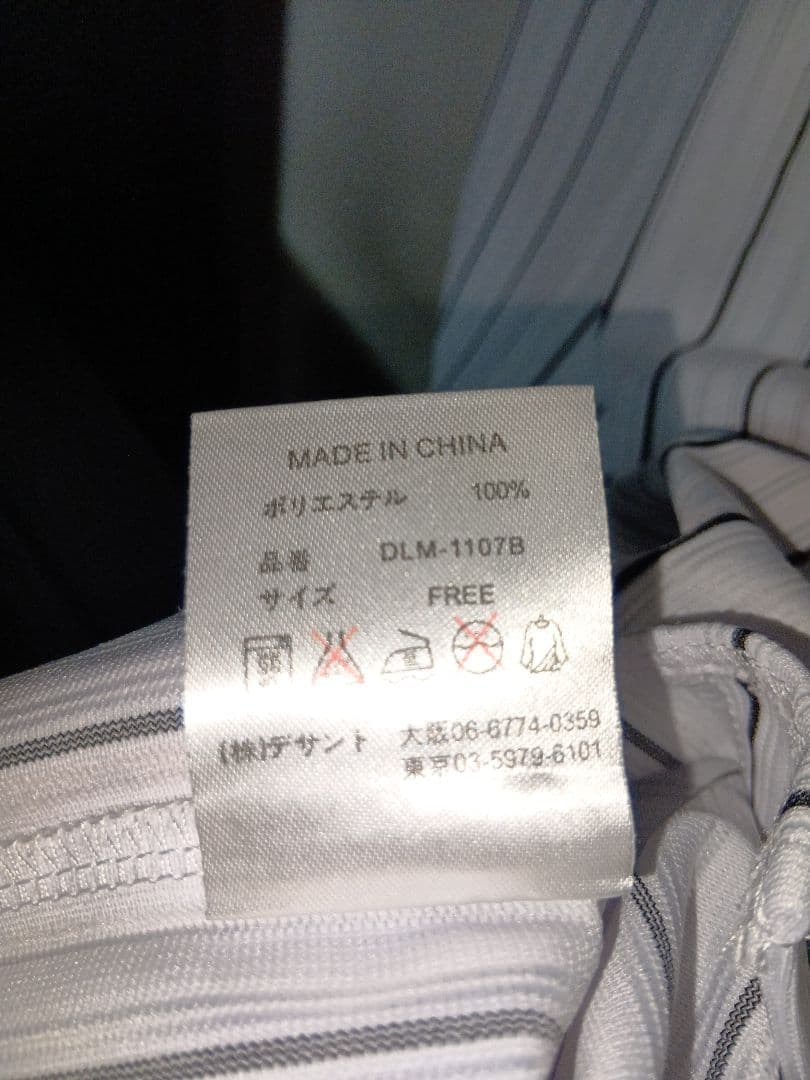 MADE IN CHINA
ポリエステル 100%
品番 DLM-1107B
サイズ FREE
(株)デサント 大阪06-6774-0359
東京03-5979-6101